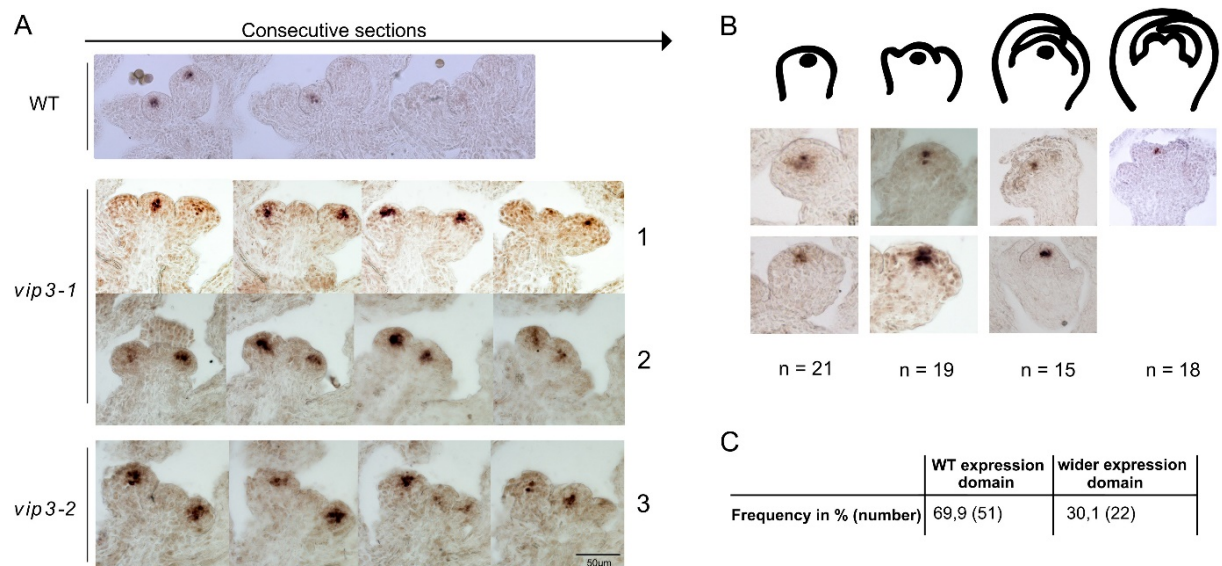 A
Consecutive sections
WT
vip3-1
1
2
vip3-2
3
50µm
B
n = 21
n = 19
n = 15
n = 18
C
WT expression domain
wider expression domain
Frequency in % (number)
69,9 (51)
30,1 (22)